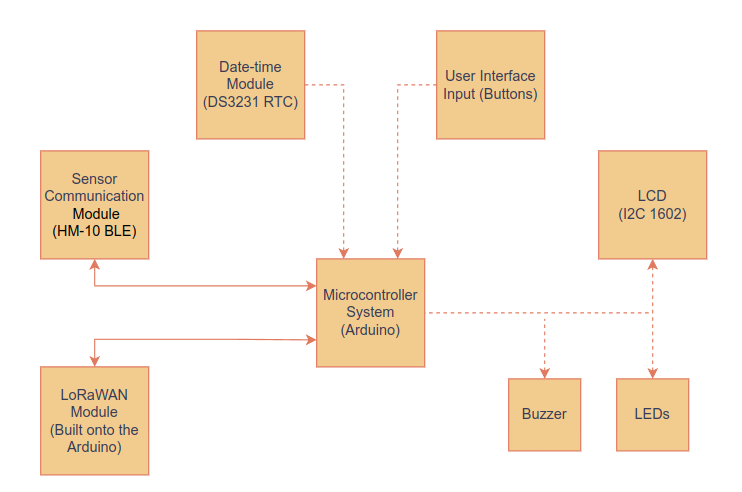 Date-time
Module
(DS3231 RTC)
User Interface
Input (Buttons)
Sensor
Communication
Module
(HM-10 BLE)
LCD
(I2C 1602)
Microcontroller
System
(Arduino)
LoRaWAN
Module
(Built onto the
Arduino)
Buzzer
LEDs